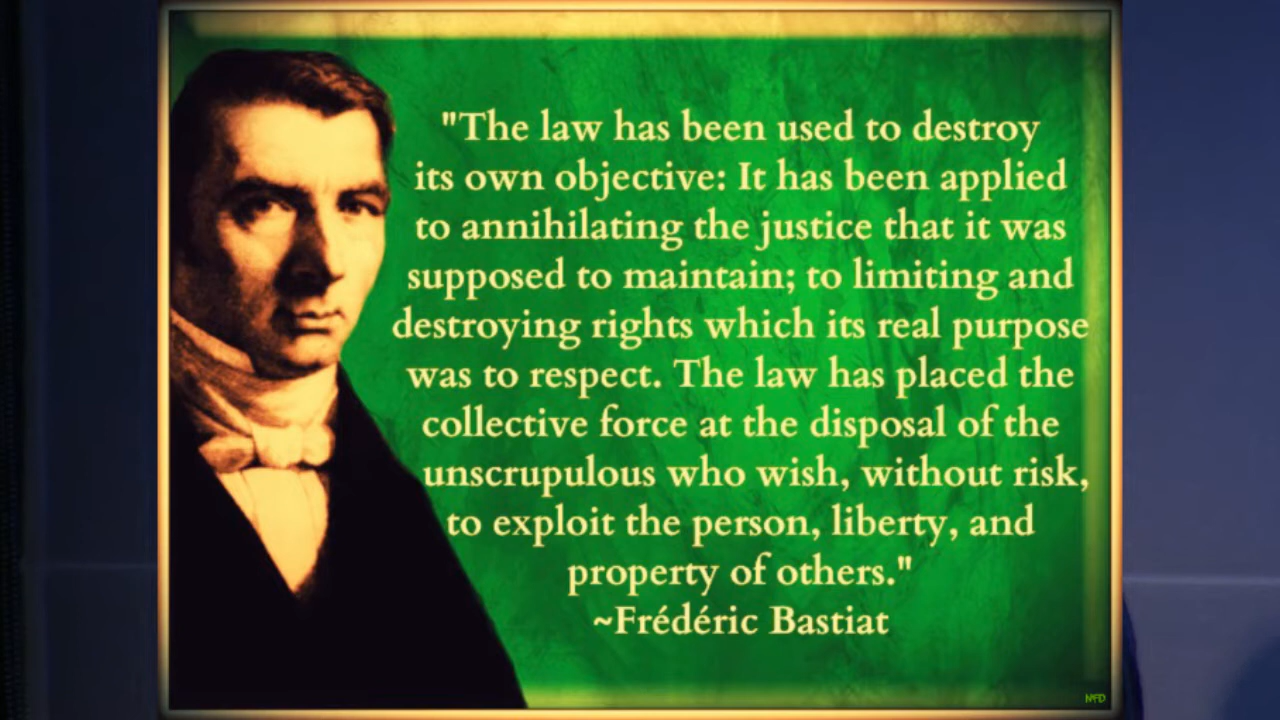 "The law has been used to destroy
its own objective: It has been applied
to annihilating the justice that it was
supposed to maintain; to limiting and
destroying rights which its real purpose
was to respect. The law has placed the
collective force at the disposal of the
unscrupulous who wish, without risk,
to exploit the person, liberty, and
property of others."
~Frédéric Bastiat